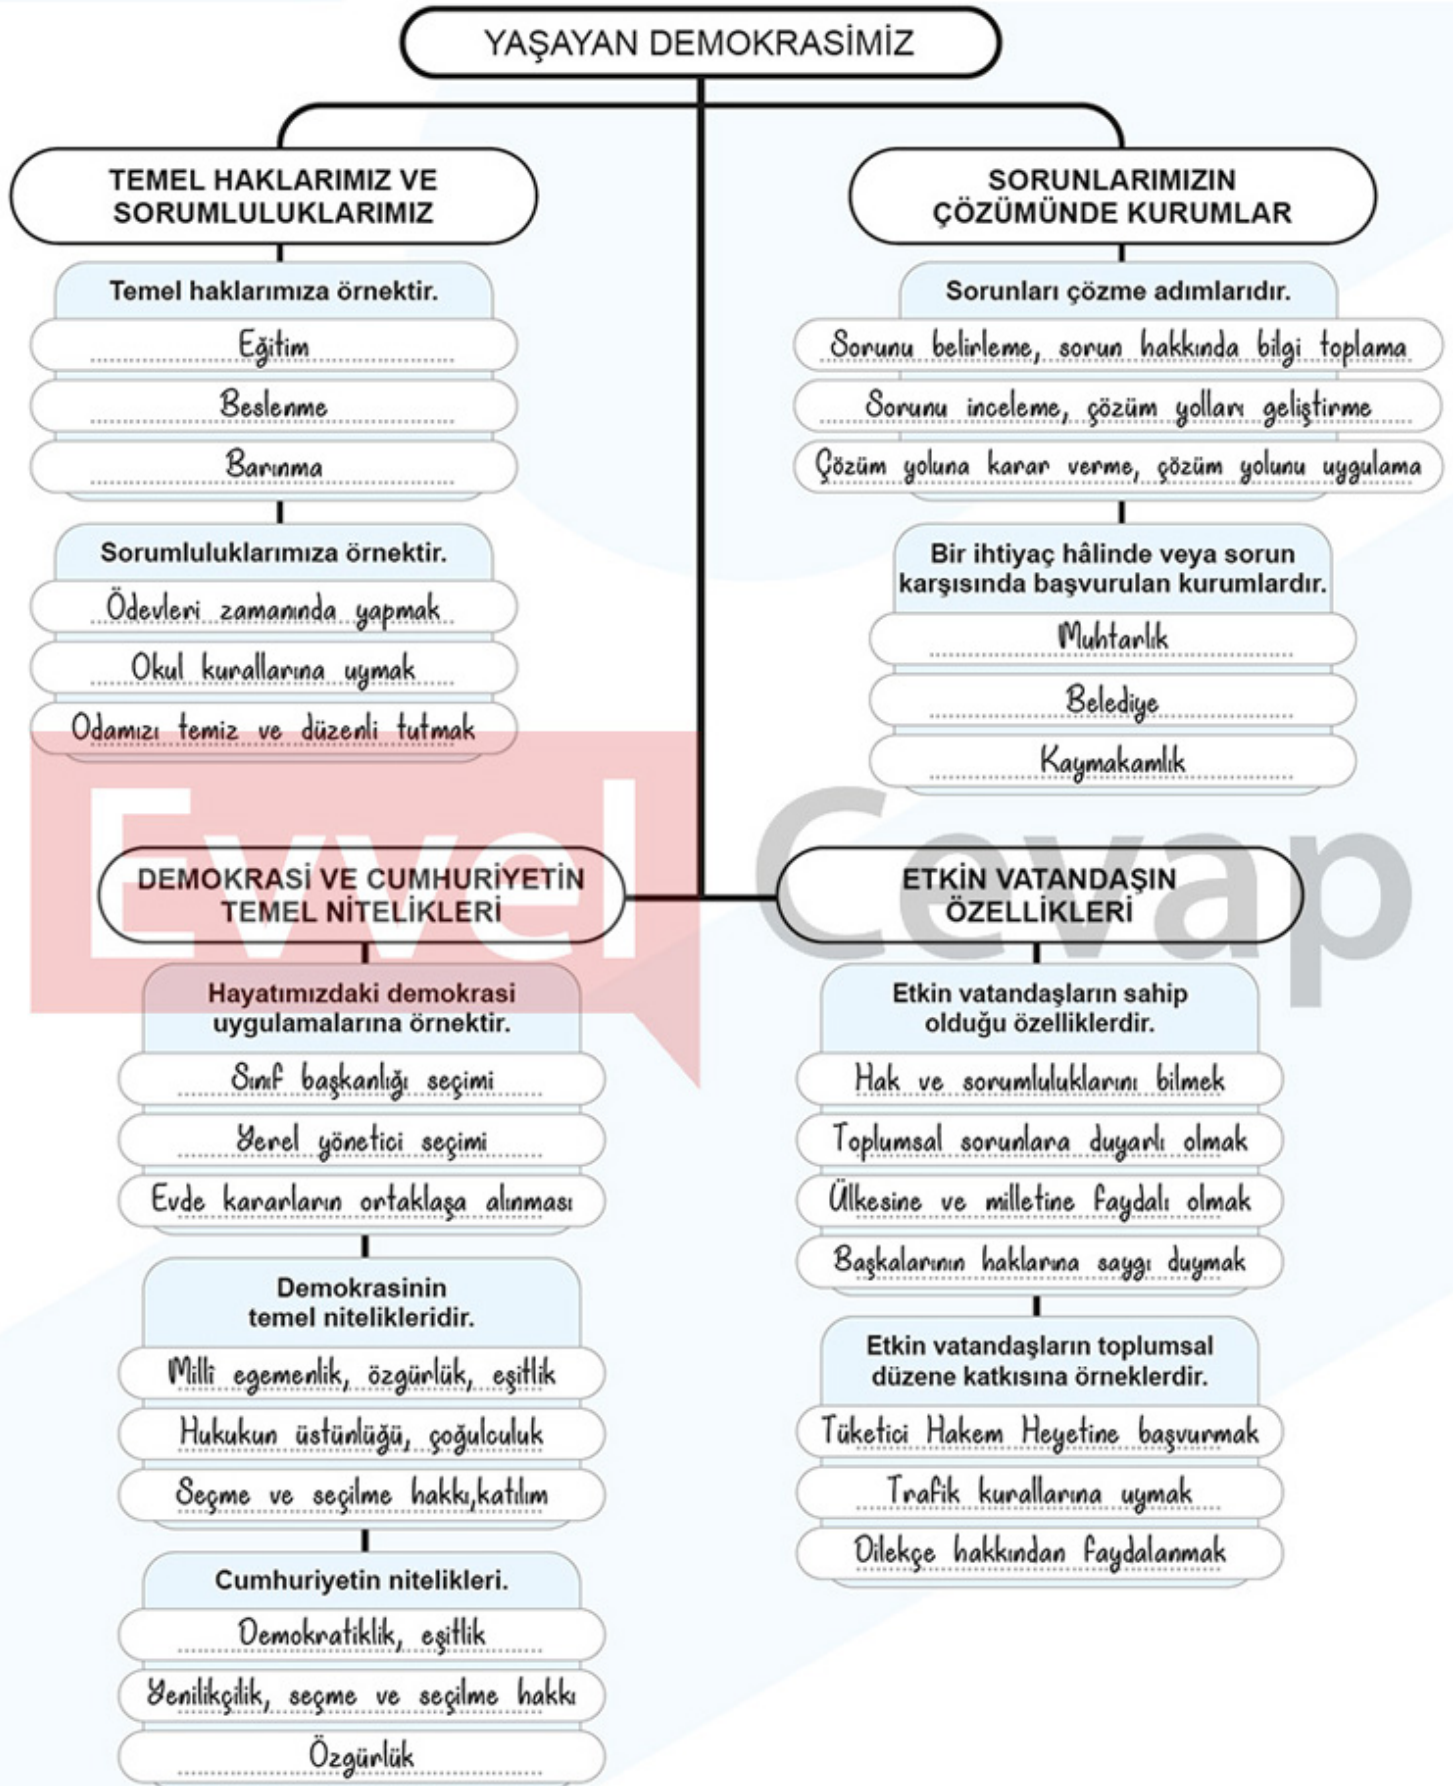 YAŞAYAN DEMOKRASİMİZ
TEMEL HAKLARIMIZ VE
SORUMLULUKLARIMIZ
Temel haklarımıza örnektir.
Eğitim
Beslenme
Barınma
Sorumluluklarımıza örnektir.
Ödevleri zamanında yapmak
Okul kurallarına uymak
Odamızı temiz ve düzenli tutmak
SORUNLARIMIZIN
ÇÖZÜMÜNDE KURUMLAR
Sorunları çözme adımlarıdır.
Sorunu belirleme, sorun hakkında bilgi toplama
Sorunu inceleme, çözüm yolları geliştirme
Çözüm yoluna karar verme, çözüm yolunu uygulama
Bir ihtiyaç hâlinde veya sorun
karşısında başvurulan kurumlardır.
Muhtarlık
Belediye
Kaymakamlık
Evvel Cevap
DEMOKRASİ VE CUMHURİYETİN
TEMEL NİTELİKLERİ
Hayatımızdaki demokrasi
uygulamalarına örnektir.
Sınıf başkanlığı seçimi
Yerel yönetici seçimi
Evde kararların ortaklaşa alınması
Demokrasinin
temel nitelikleridir.
Millî egemenlik, özgürlük, eşitlik
Hukukun üstünlüğü, çoğulculuk
Seçme ve seçilme hakkı,katılım
Cumhuriyetin nitelikleri.
Demokratiklik, eşitlik
Yenilikçilik, seçme ve seçilme hakkı
Özgürlük
ETKİN VATANDAŞIN
ÖZELLİKLERİ
Etkin vatandaşların sahip
olduğu özelliklerdir.
Hak ve sorumluluklarını bilmek
Toplumsal sorunlara duyarlı olmak
Ülkesine ve milletine faydalı olmak
Başkalarının haklarına saygı duymak
Etkin vatandaşların toplumsal
düzene katkısına örneklerdir.
Tüketici Hakem Heyetine başvurmak
Trafik kurallarına uymak
Dilekçe hakkından faydalanmak